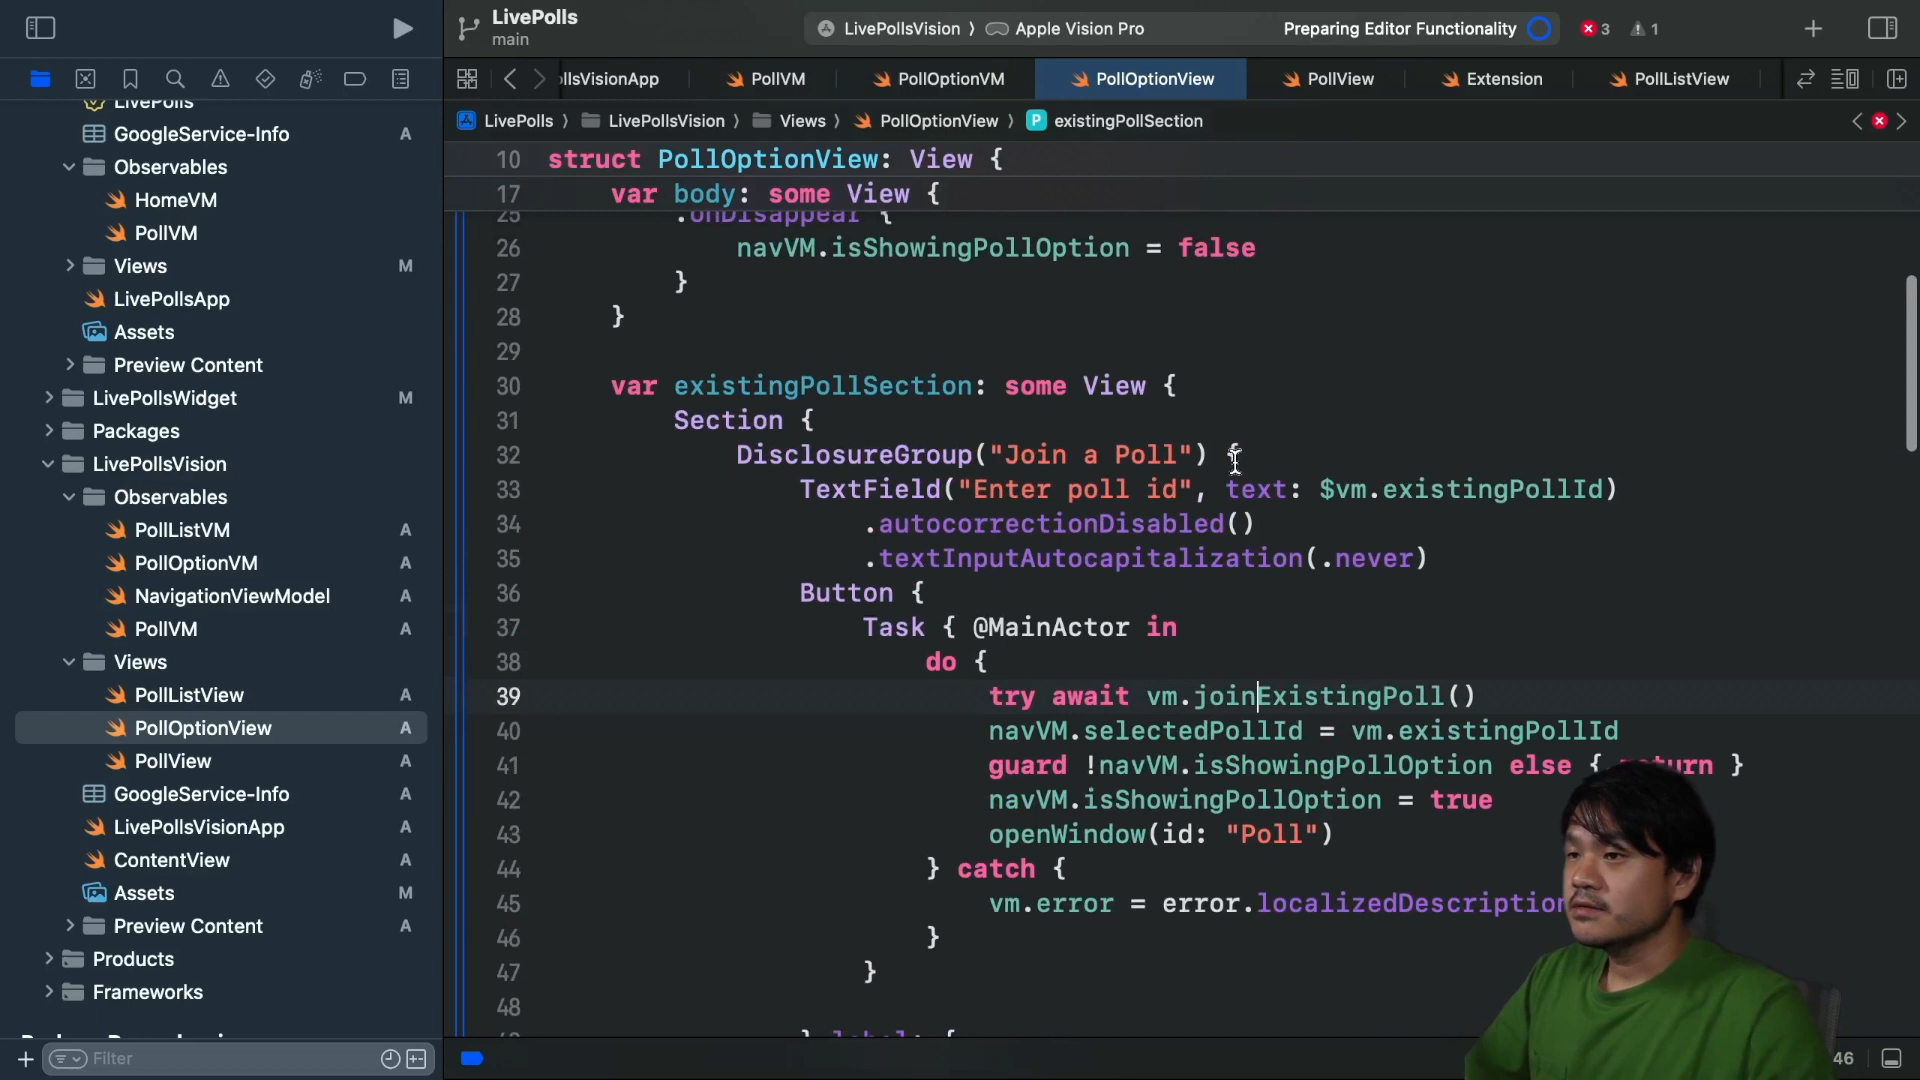 LivePolls
main
LivePollsVision ⟩ Apple Vision Pro
Preparing Editor Functionality
3
1
llsVisionApp
PollVM
PollOptionVM
PollOptionView
PollView
Extension
PollListView
LivePolls ⟩ LivePollsVision ⟩ Views ⟩ PollOptionView ⟩ P existingPollSection
LivePolls
GoogleService-Info A
Observables
HomeVM
PollVM
Views M
LivePollsApp
Assets
Preview Content
LivePollsWidget M
Packages
LivePollsVision
Observables
PollListVM A
PollOptionVM A
NavigationViewModel A
PollVM A
Views
PollListView A
PollOptionView A
PollView A
GoogleService-Info A
LivePollsVisionApp A
ContentView A
Assets M
Preview Content A
Products
Frameworks
Filter
10 struct PollOptionView: View {
17 var body: some View {
25 .onDisappear {
26 navVM.isShowingPollOption = false
27 }
28 }
29
30 var existingPollSection: some View {
31 Section {
32 DisclosureGroup("Join a Poll") {
33 TextField("Enter poll id", text: $vm.existingPollId)
34 .autocorrectionDisabled()
35 .textInputAutocapitalization(.never)
36 Button {
37 Task { @MainActor in
38 do {
39 try await vm.joinExistingPoll()
40 navVM.selectedPollId = vm.existingPollId
41 guard !navVM.isShowingPollOption else { return }
42 navVM.isShowingPollOption = true
43 openWindow(id: "Poll")
44 } catch {
45 vm.error = error.localizedDescription
46 }
47 }
48
} label: {
46